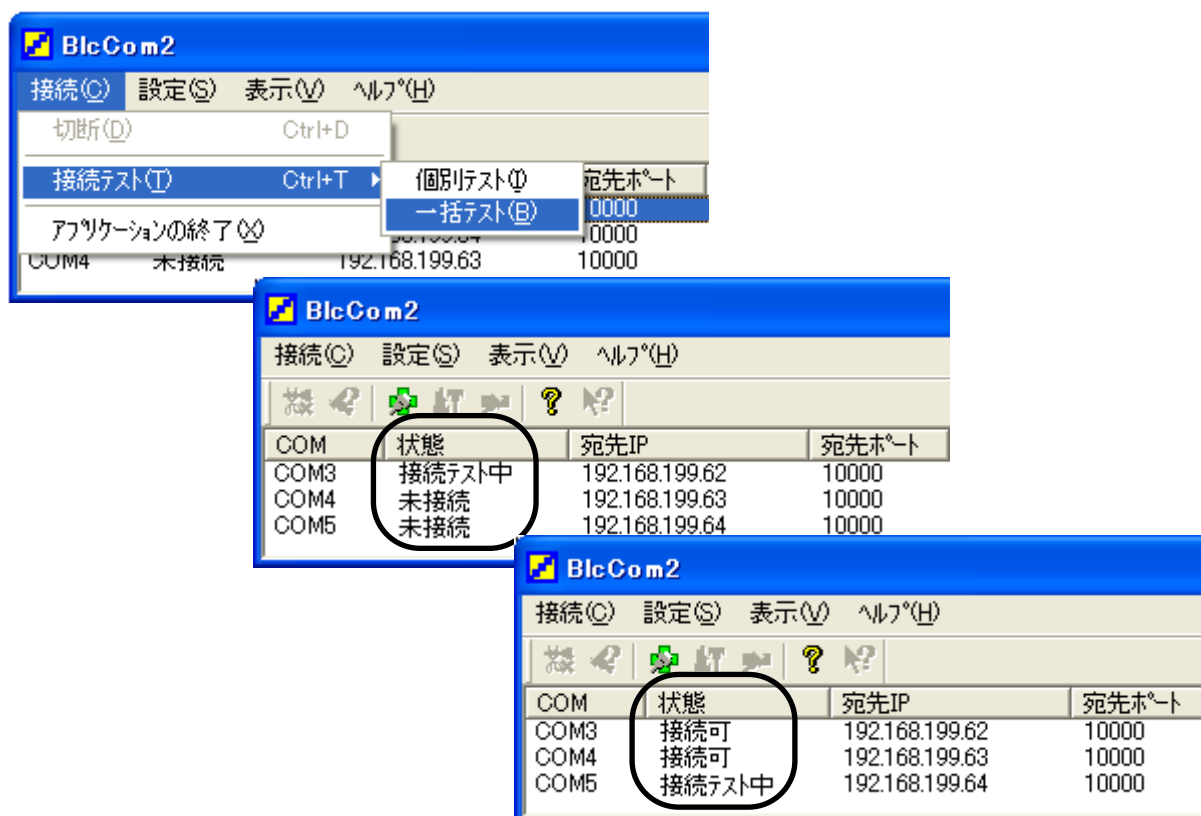 BlcCom2
接続(C) 設定(S) 表示(V) ヘルプ(H)
切断(D) Ctrl+D
接続テスト(T) Ctrl+T 個別テスト(I) 宛先ポート
一括テスト(B) 10000
アプリケーションの終了(X) 10000
COM4 未接続 192.168.199.63 10000
BlcCom2
接続(C) 設定(S) 表示(V) ヘルプ(H)
COM 状態 宛先IP 宛先ポート
COM3 接続テスト中 192.168.199.62 10000
COM4 未接続 192.168.199.63 10000
COM5 未接続 192.168.199.64 10000
BlcCom2
接続(C) 設定(S) 表示(V) ヘルプ(H)
COM 状態 宛先IP 宛先ポート
COM3 接続可 192.168.199.62 10000
COM4 接続可 192.168.199.63 10000
COM5 接続テスト中 192.168.199.64 10000